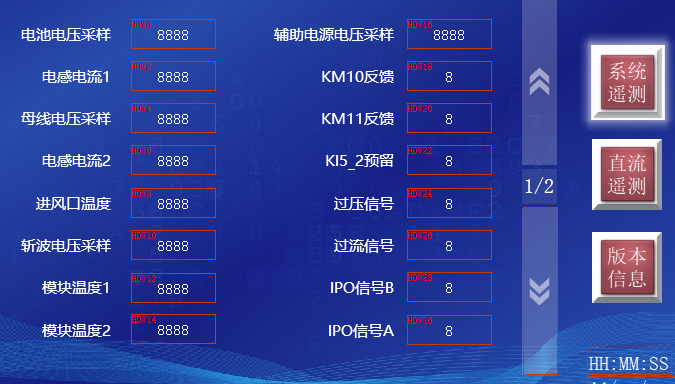 电池电压采样 HDW0 8888 辅助电源电压采样 HDW16 8888
电感电流1 HDW2 8888 KM10反馈 HDW18 8
母线电压采样 HDW4 8888 KM11反馈 HDW20 8
电感电流2 HDW6 8888 KI5_2预留 HDW22 8
进风口温度 HDW8 8888 过压信号 HDW24 8
斩波电压采样 HDW10 8888 过流信号 HDW26 8
模块温度1 HDW12 8888 IPO信号B HDW28 8
模块温度2 HDW14 8888 IPO信号A HDW30 8
1/2
系统
遥测
直流
遥测
版本
信息
HH:MM:SS